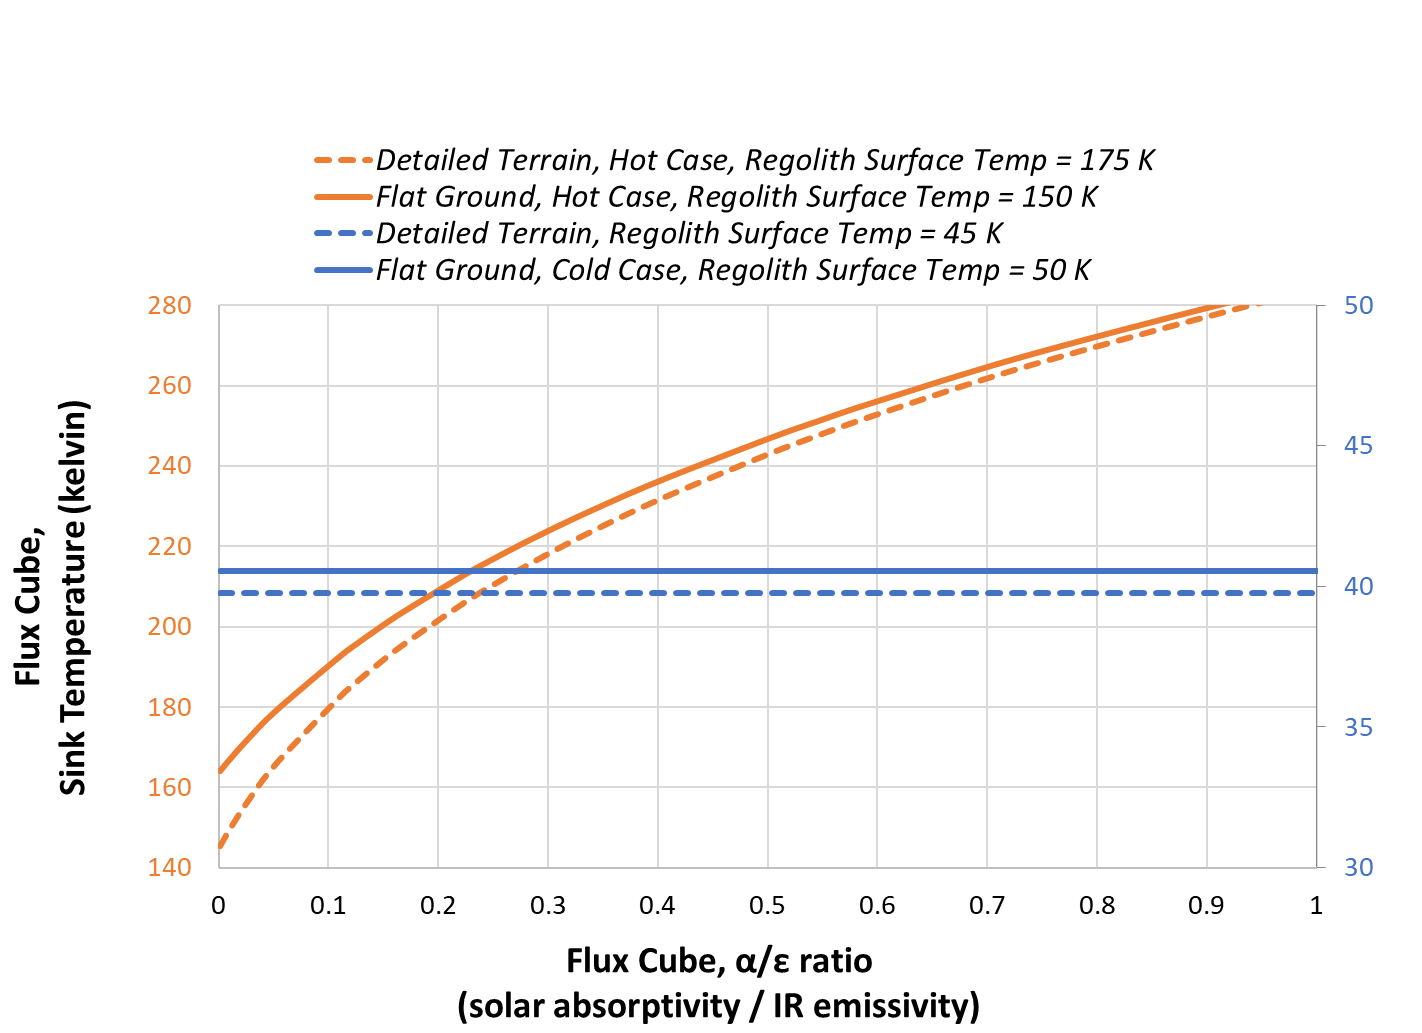 Detailed Terrain, Hot Case, Regolith Surface Temp = 175 K
Flat Ground, Hot Case, Regolith Surface Temp = 150 K
Detailed Terrain, Regolith Surface Temp = 45 K
Flat Ground, Cold Case, Regolith Surface Temp = 50 K
Flux Cube,
Sink Temperature (kelvin)
280
260
240
220
200
180
160
140
50
45
40
35
30
0 0.1 0.2 0.3 0.4 0.5 0.6 0.7 0.8 0.9 1
Flux Cube, α/ε ratio
(solar absorptivity / IR emissivity)